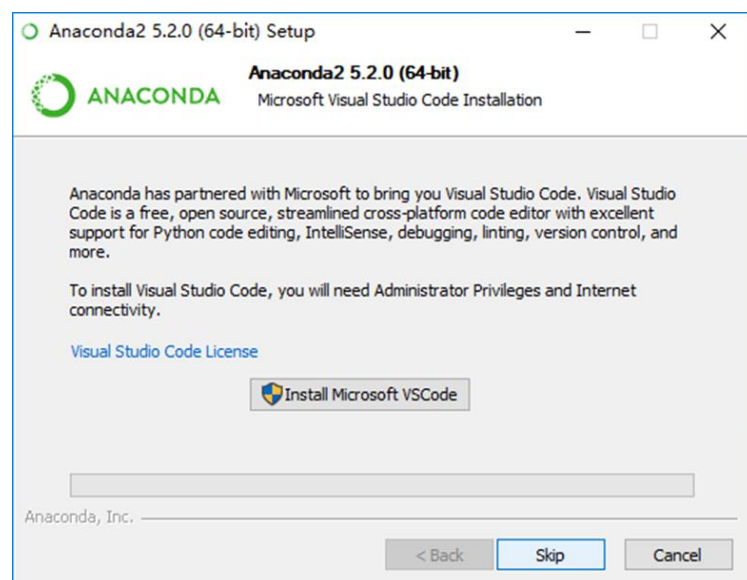 Anaconda2 5.2.0 (64-bit) Setup
Anaconda2 5.2.0 (64-bit)
ANACONDA
Microsoft Visual Studio Code Installation
Anaconda has partnered with Microsoft to bring you Visual Studio Code. Visual Studio
Code is a free, open source, streamlined cross-platform code editor with excellent
support for Python code editing, IntelliSense, debugging, linting, version control, and
more.
To install Visual Studio Code, you will need Administrator Privileges and Internet
connectivity.
Visual Studio Code License
Install Microsoft VSCode
Anaconda, Inc.
< Back Skip Cancel